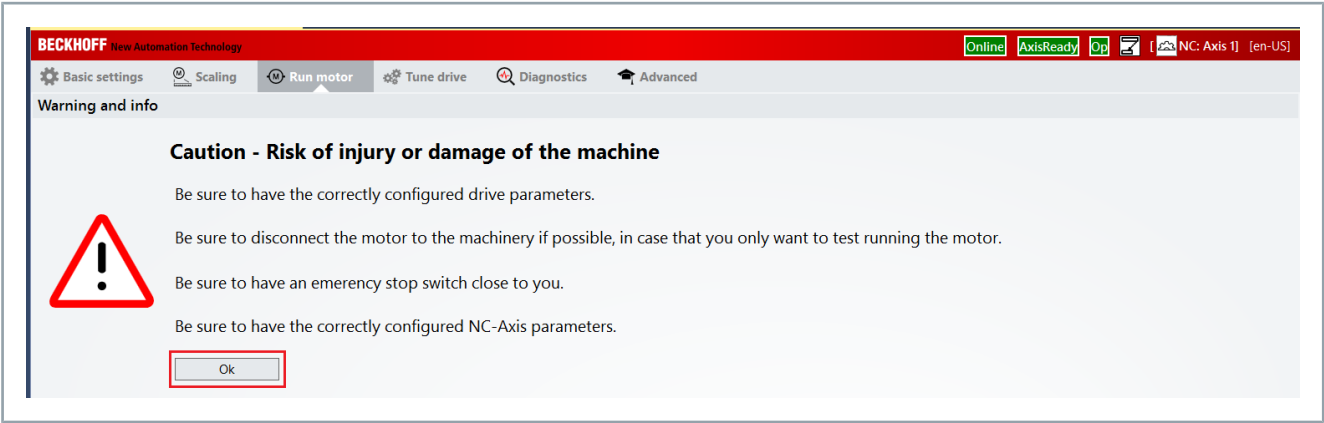 BECKHOFF New Automation Technology Online AxisReady Op [ NC: Axis 1] [en-US]
Basic settings Scaling Run motor Tune drive Diagnostics Advanced
Warning and info
Caution - Risk of injury or damage of the machine
Be sure to have the correctly configured drive parameters.
Be sure to disconnect the motor to the machinery if possible, in case that you only want to test running the motor.
Be sure to have an emerency stop switch close to you.
Be sure to have the correctly configured NC-Axis parameters.
Ok